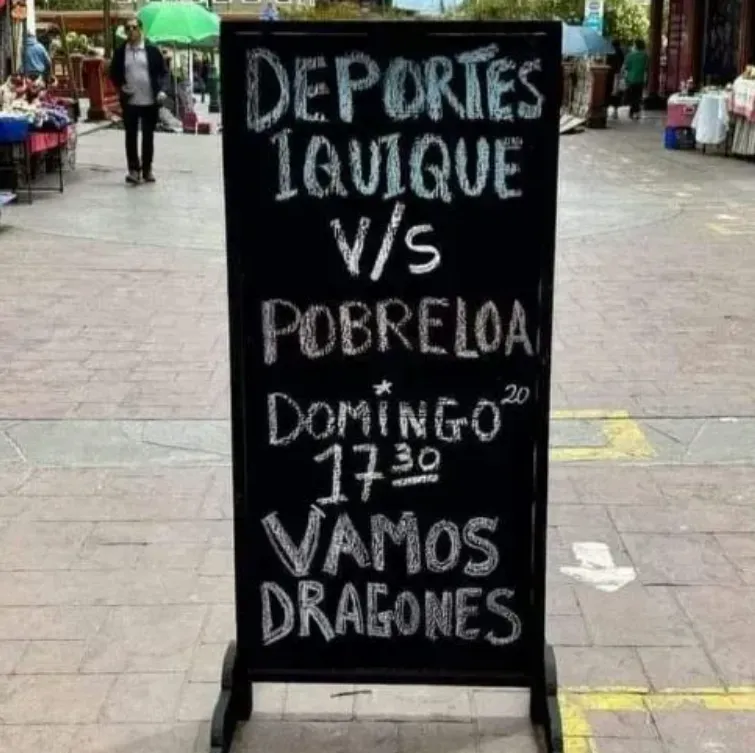 DEPORTES
IQUIQUE
V/S
POBRELOA
DOMINGO 20
17 30
VAMOS
DRAGONES